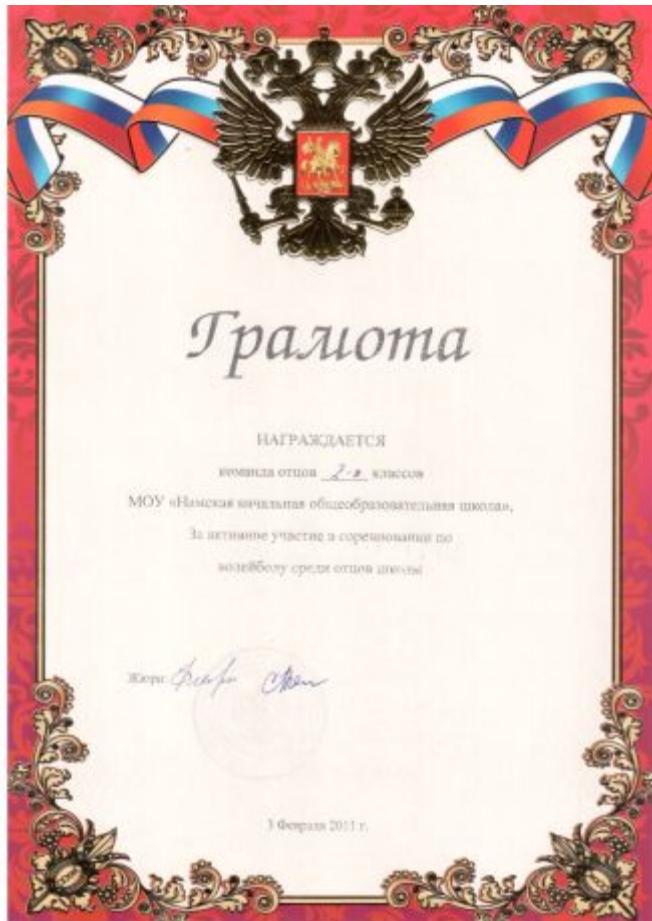 Грамота
НАГРАЖДАЕТСЯ
команда отцов 2-х классов
МОУ «Намская начальная общеобразовательная школа»,
За активное участие в соревновании по
волейболу среди отцов школы
Жюри:
3 Февраля 2011 г.